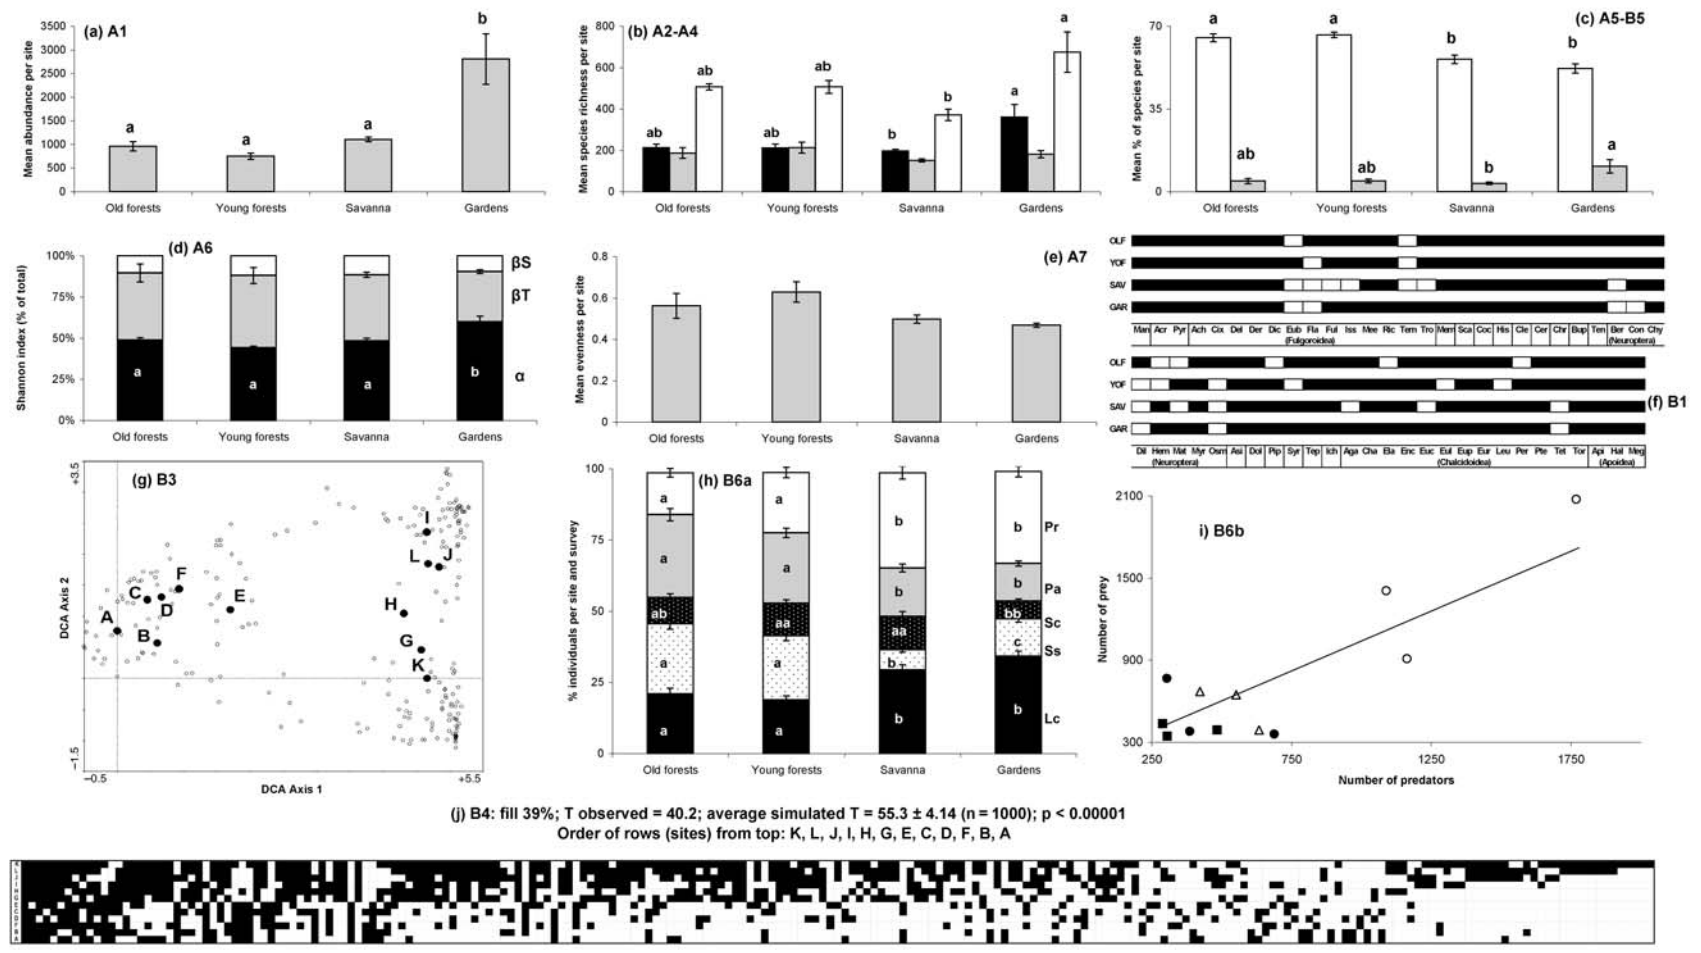 (a) A1
Mean abundance per site
3500
3000
2500
2000
1500
1000
500
0
a
a
a
b
Old forests Young forests Savanna Gardens
(b) A2-A4
Mean species richness per site
800
600
400
200
0
ab ab
ab ab
b b
a a
Old forests Young forests Savanna Gardens
(c) A5-B5
Mean % of species per site
70
35
0
a ab
a ab
b b
b a
Old forests Young forests Savanna Gardens
(d) A6
Shannon index (% of total)
100%
75%
50%
25%
0%
a a a b
βS
βT
α
Old forests Young forests Savanna Gardens
(e) A7
Mean evenness per site
0.8
0.6
0.4
0.2
0
Old forests Young forests Savanna Gardens
OLF
YOF
SAV
GAR
Man Acr Pyr Ach Cix Del Der Dic Eub Fla Ful Iss Mee Ric Tem Tro Mem Sca Coc His Cle Cer Chr Bup Ten Ber Con Chy
(Fulgoroidea) (Neuroptera)
OLF
YOF
SAV
GAR
(f) B1
Dil Hem Mat Myr Osm Asi Dol Pip Syr Tep Ich Aga Cha Ela Enc Euc Eul Eup Eur Leu Per Pte Tet Tor Api Hal Meg
(Neuroptera) (Chalcidoidea) (Apoidea)
(g) B3
DCA Axis 2
+3.5
−1.5
A
B
C
D
F
E
I
L
J
H
G
K
−0.5 +5.5
DCA Axis 1
(h) B6a
% individuals per site and survey
100
75
50
25
0
a a b b Pr
a a b b Pa
ab aa aa bb Sc
a a b c Ss
a a b b Lc
Old forests Young forests Savanna Gardens
i) B6b
Number of prey
2100
1500
900
300
250 750 1250 1750
Number of predators
(j) B4: fill 39%; T observed = 40.2; average simulated T = 55.3 ± 4.14 (n = 1000); p < 0.00001
Order of rows (sites) from top: K, L, J, I, H, G, E, C, D, F, B, A
K
L
J
I
H
G
E
C
D
F
B
A